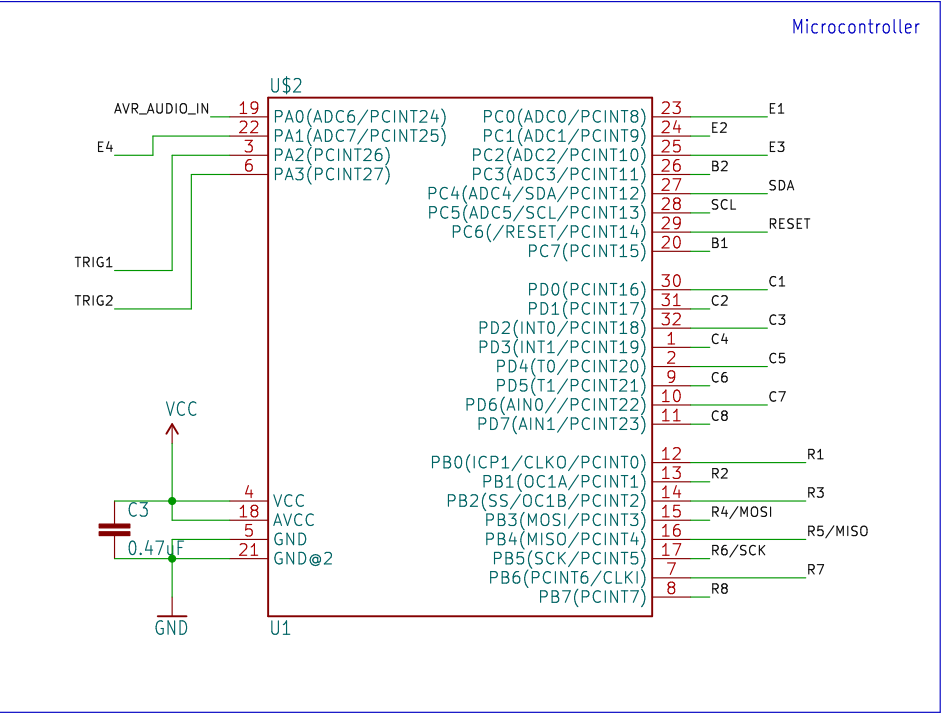 Microcontroller
U$2
AVR_AUDIO_IN 19 PA0(ADC6/PCINT24)
22 PA1(ADC7/PCINT25)
E4
3 PA2(PCINT26)
6 PA3(PCINT27)
TRIG1
TRIG2
PC0(ADC0/PCINT8) 23 E1
PC1(ADC1/PCINT9) 24 E2
PC2(ADC2/PCINT10) 25 E3
PC3(ADC3/PCINT11) 26 B2
PC4(ADC4/SDA/PCINT12) 27 SDA
PC5(ADC5/SCL/PCINT13) 28 SCL
PC6(/RESET/PCINT14) 29 RESET
PC7(PCINT15) 20 B1
PD0(PCINT16) 30 C1
PD1(PCINT17) 31 C2
PD2(INT0/PCINT18) 32 C3
PD3(INT1/PCINT19) 1 C4
PD4(T0/PCINT20) 2 C5
PD5(T1/PCINT21) 9 C6
PD6(AIN0//PCINT22) 10 C7
PD7(AIN1/PCINT23) 11 C8
PB0(ICP1/CLKO/PCINT0) 12 R1
PB1(OC1A/PCINT1) 13 R2
PB2(SS/OC1B/PCINT2) 14 R3
PB3(MOSI/PCINT3) 15 R4/MOSI
PB4(MISO/PCINT4) 16 R5/MISO
PB5(SCK/PCINT5) 17 R6/SCK
PB6(PCINT6/CLKI) 7 R7
PB7(PCINT7) 8 R8
VCC
4 VCC
C3
18 AVCC
5 GND
0.47uF
21 GND@2
GND
U1